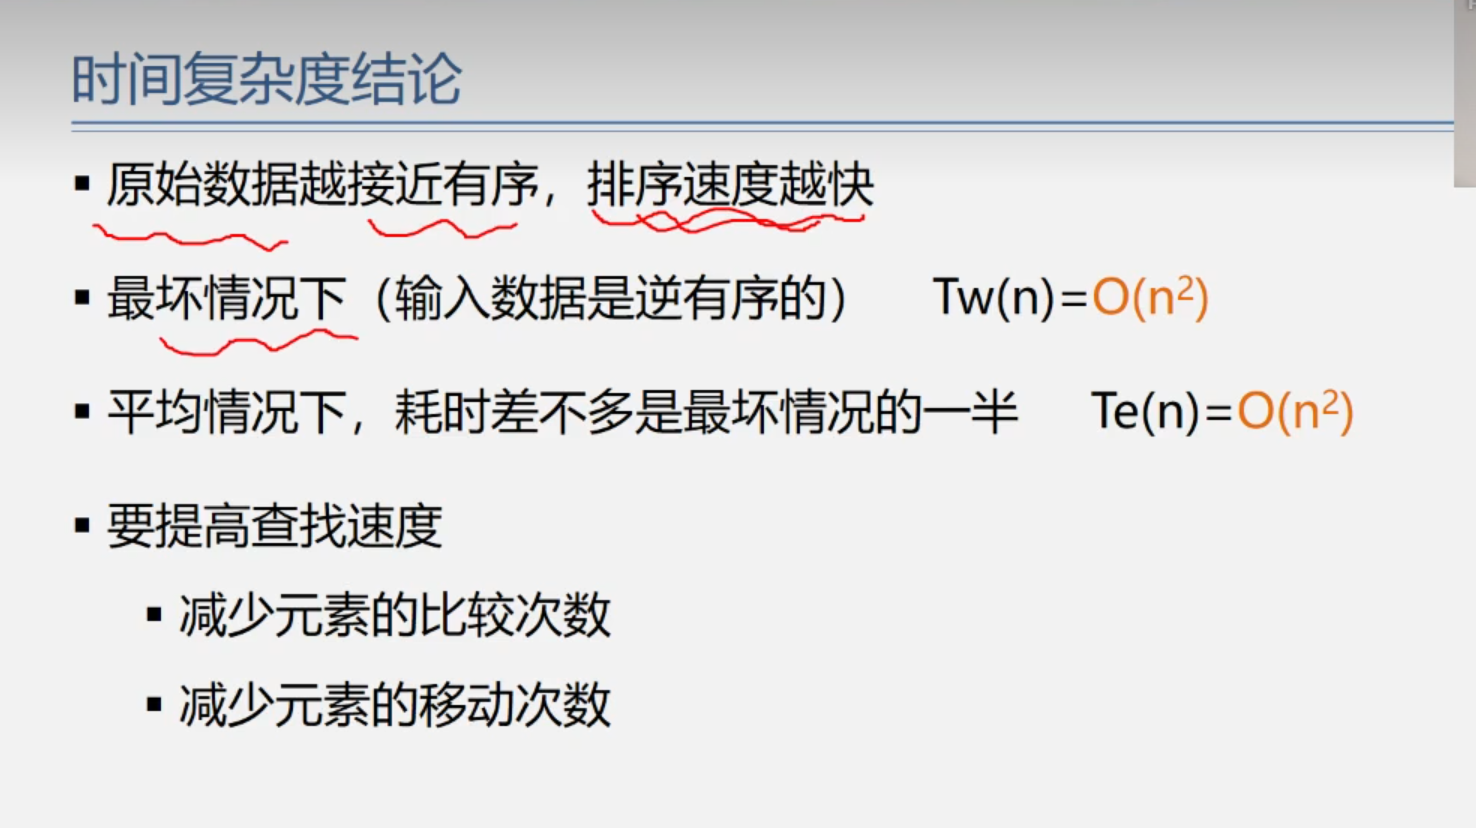 时间复杂度结论
▪ 原始数据越接近有序，排序速度越快
▪ 最坏情况下（输入数据是逆有序的） Tw(n)=O(n²)
▪ 平均情况下，耗时差不多是最坏情况的一半 Te(n)=O(n²)
▪ 要提高查找速度
▪ 减少元素的比较次数
▪ 减少元素的移动次数